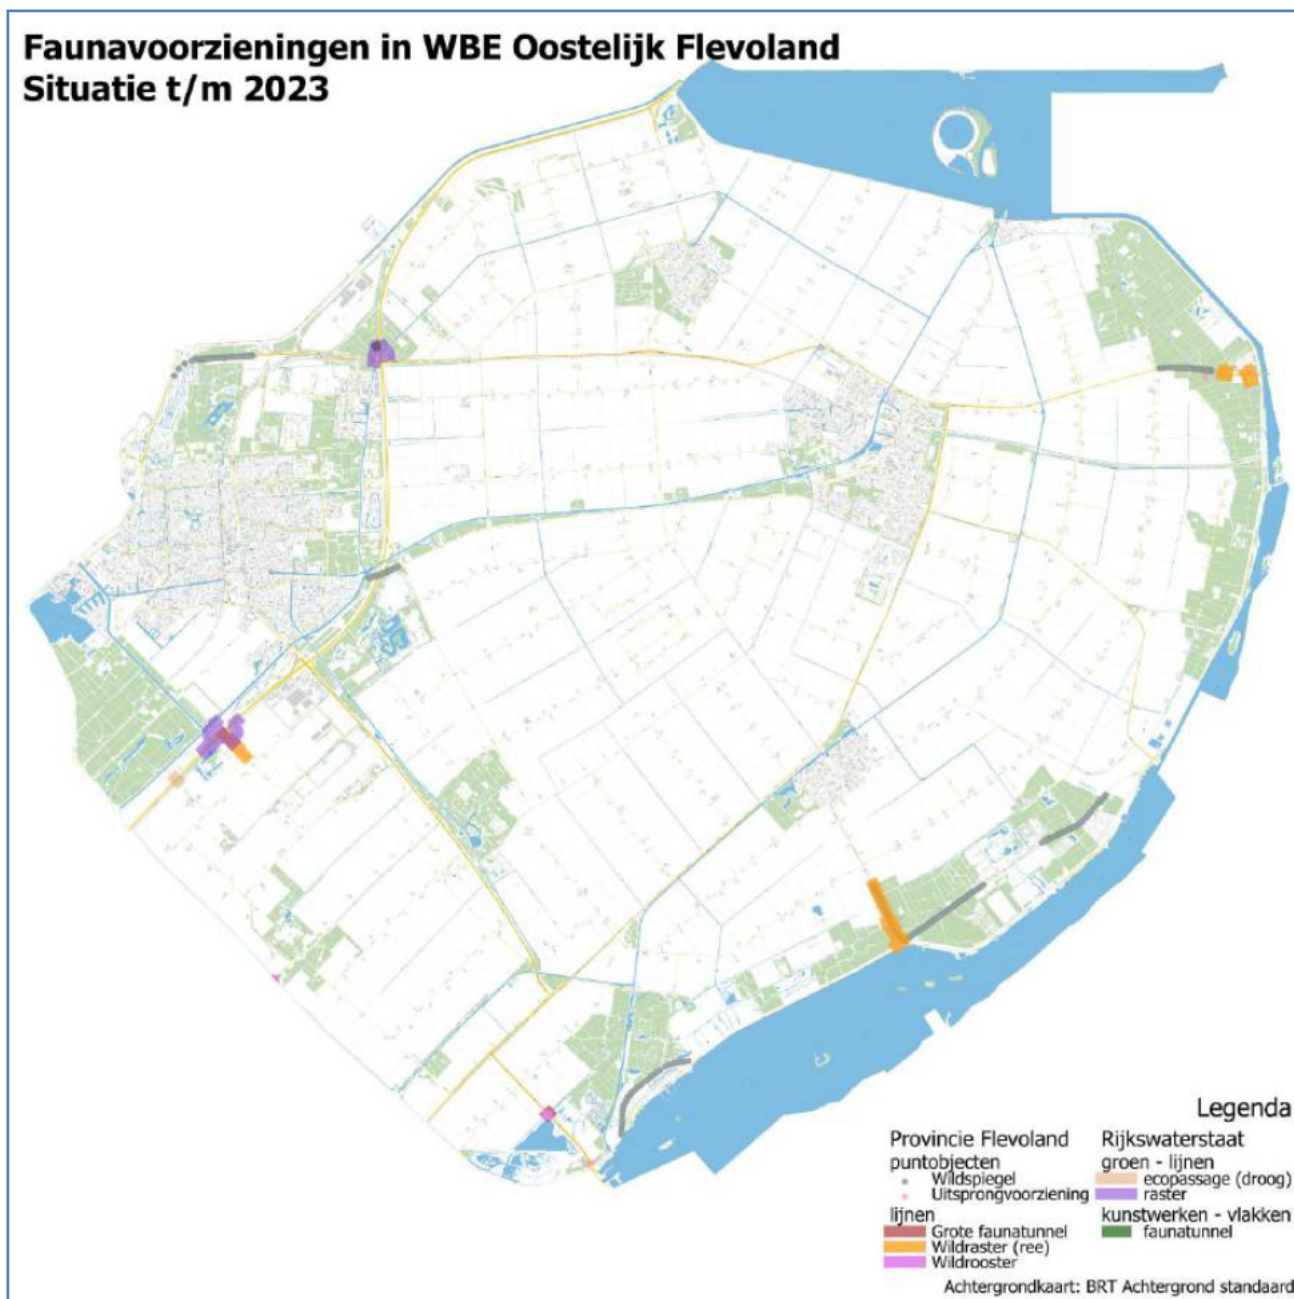 Faunavoorzieningen in WBE Oostelijk Flevoland
Situatie t/m 2023
Legenda
Provincie Flevoland
puntobjecten
Wildspiegel
Uitsprongvoorziening
lijnen
Grote faunatunnel
Wildraster (ree)
Wildrooster
Rijkswaterstaat
groen - lijnen
ecopassage (droog)
raster
kunstwerken - vlakken
faunatunnel
Achtergrondkaart: BRT Achtergrond standaard